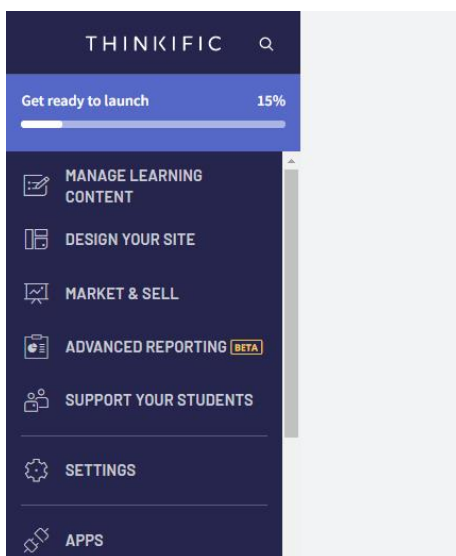 THINKIFIC
Get ready to launch 15%
MANAGE LEARNING
CONTENT
DESIGN YOUR SITE
MARKET & SELL
ADVANCED REPORTING BETA
SUPPORT YOUR STUDENTS
SETTINGS
APPS